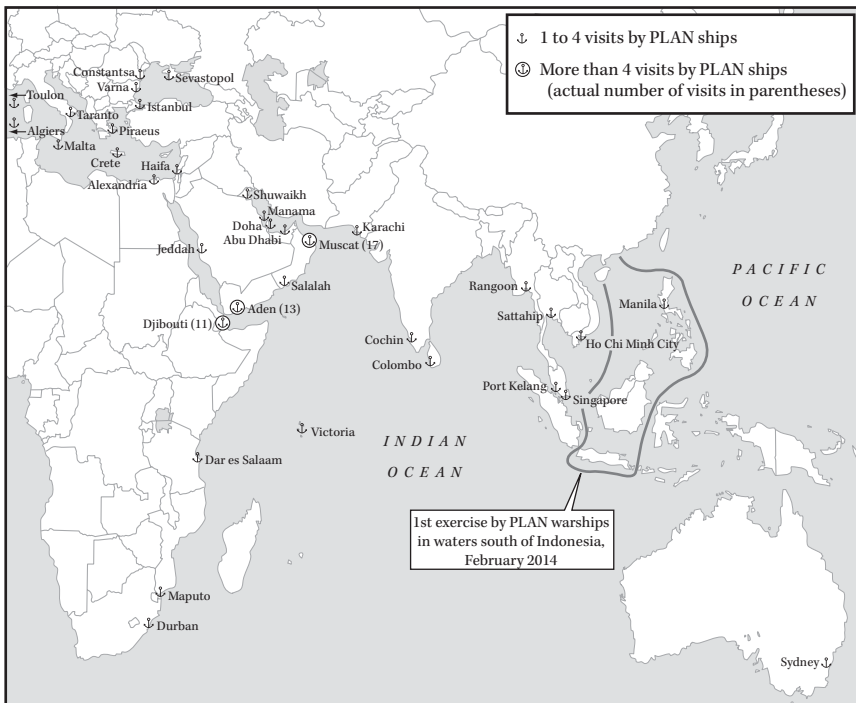 1 to 4 visits by PLAN ships
More than 4 visits by PLAN ships
(actual number of visits in parentheses)
Constantsa
Sevastopol
Varna
Toulon
Istanbul
Taranto
Piraeus
Algiers
Malta
Crete
Haifa
Alexandria
Shuwaikh
Manama
Doha
Abu Dhabi
Karachi
Muscat (17)
Jeddah
Salalah
Aden (13)
Djibouti (11)
Rangoon
Sattahip
Manila
PACIFIC
OCEAN
Ho Chi Minh City
Cochin
Colombo
Port Kelang
Singapore
Victoria
INDIAN
OCEAN
Dar es Salaam
1st exercise by PLAN warships
in waters south of Indonesia,
February 2014
Maputo
Durban
Sydney